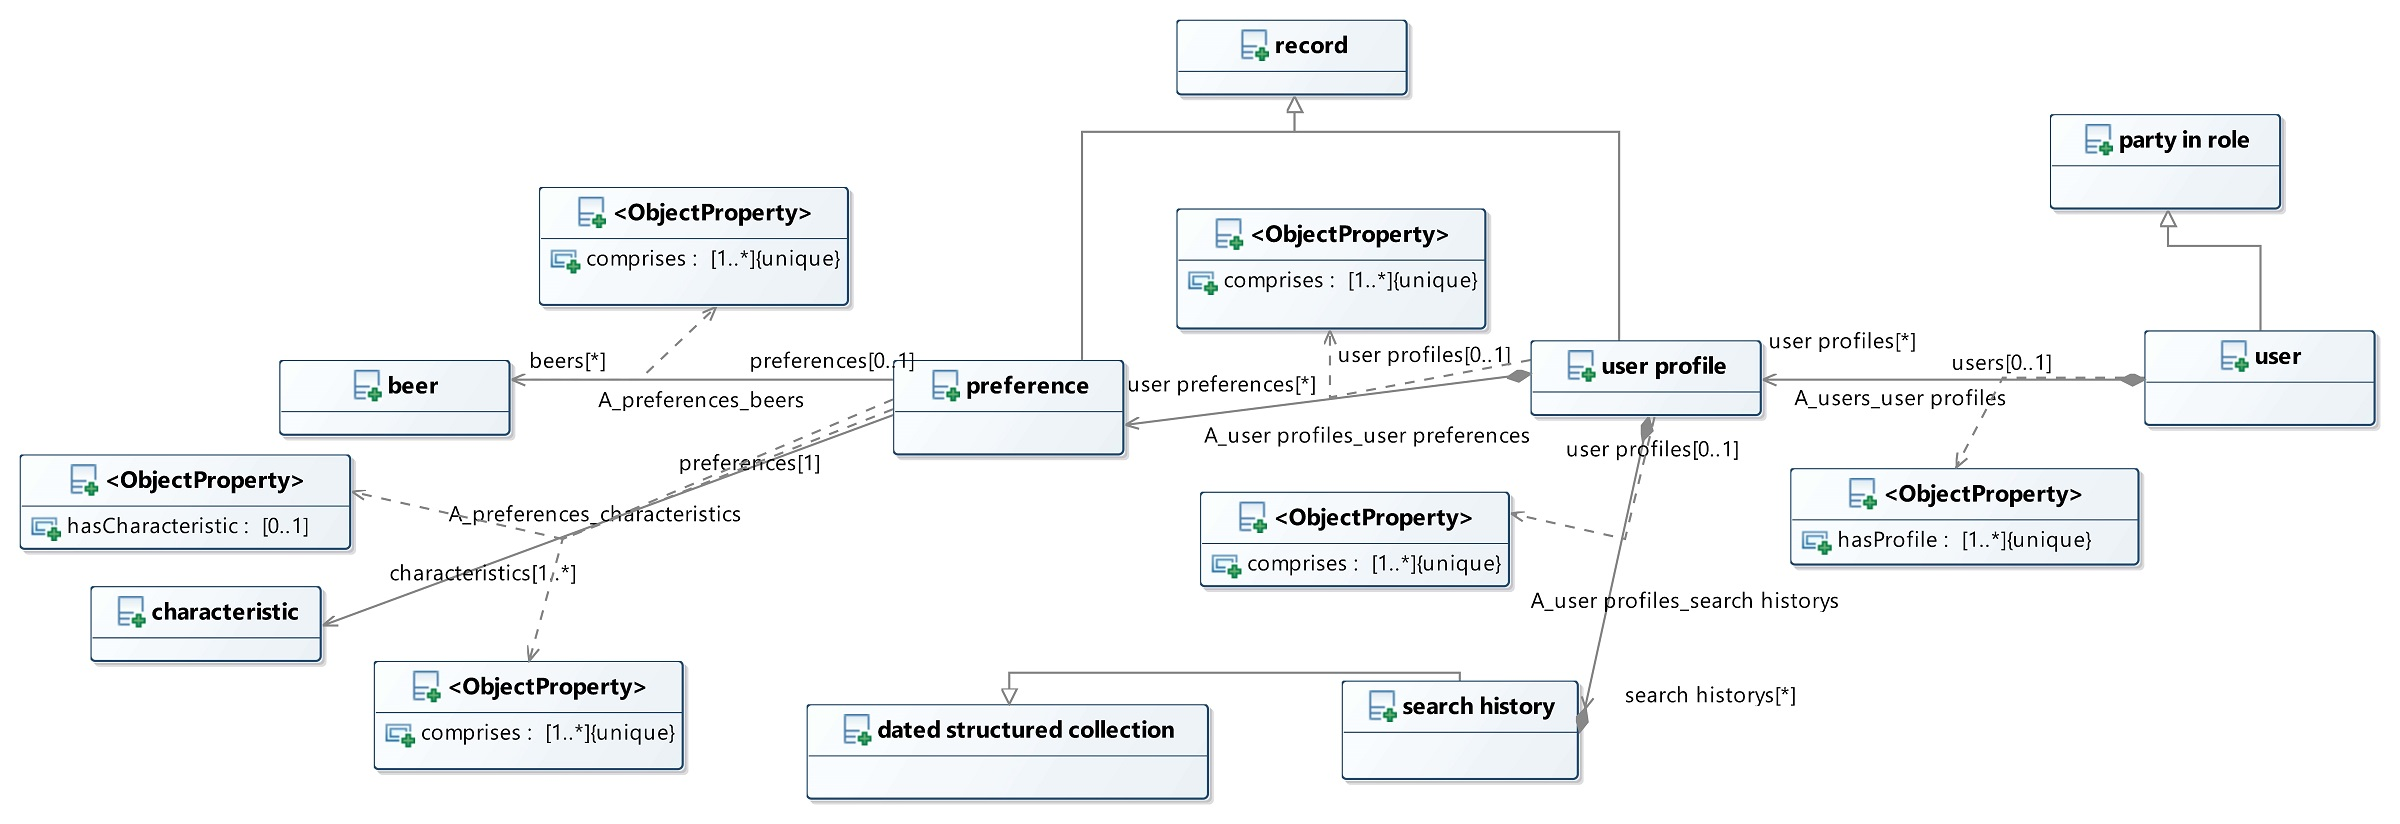 record
party in role
<ObjectProperty>
comprises : [1..*]{unique}
<ObjectProperty>
comprises : [1..*]{unique}
beers[*]
preferences[0..1]
beer
A_preferences_beers
preference
user preferences[*]
user profiles[0..1]
A_user profiles_user preferences
user profile
user profiles[*]
users[0..1]
A_users_user profiles
user
<ObjectProperty>
hasCharacteristic : [0..1]
preferences[1]
A_preferences_characteristics
characteristics[1..*]
characteristic
user profiles[0..1]
<ObjectProperty>
comprises : [1..*]{unique}
<ObjectProperty>
hasProfile : [1..*]{unique}
A_user profiles_search historys
<ObjectProperty>
comprises : [1..*]{unique}
dated structured collection
search history
search historys[*]